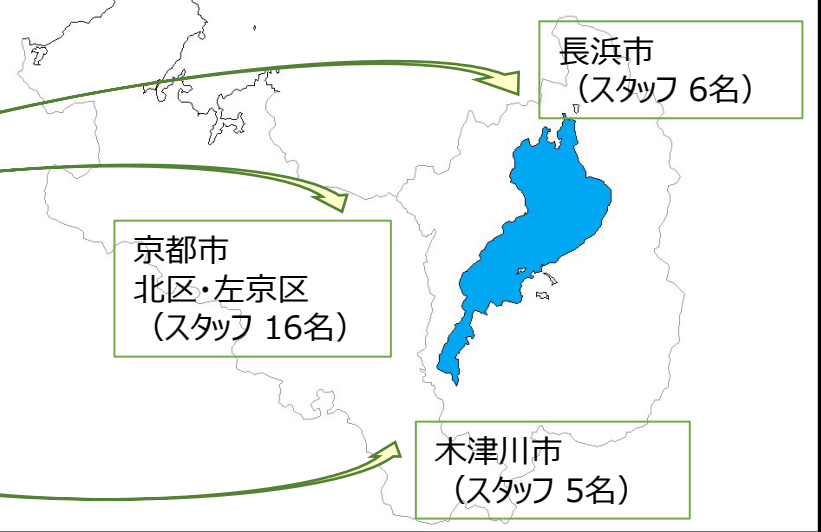 長浜市
（スタッフ 6名）
京都市
北区・左京区
（スタッフ 16名）
木津川市
（スタッフ 5名）